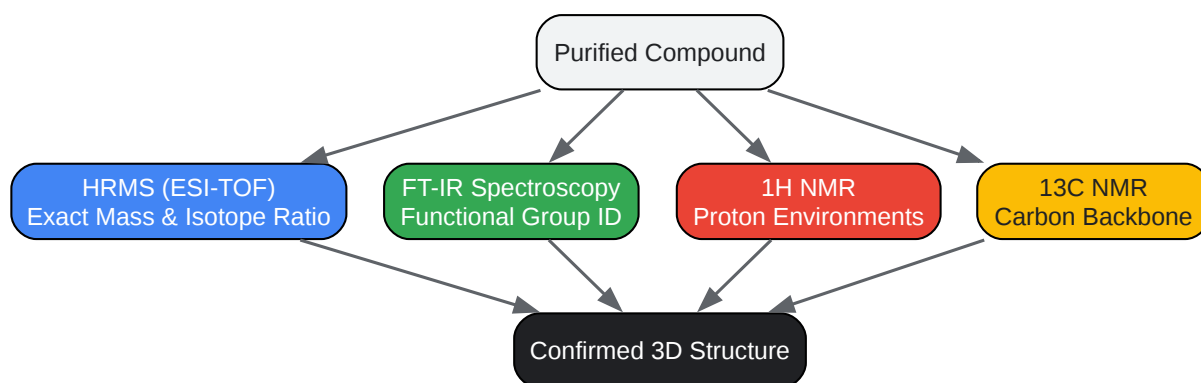 Purified Compound
HRMS (ESI-TOF)
Exact Mass & Isotope Ratio
FT-IR Spectroscopy
Functional Group ID
1H NMR
Proton Environments
13C NMR
Carbon Backbone
Confirmed 3D Structure